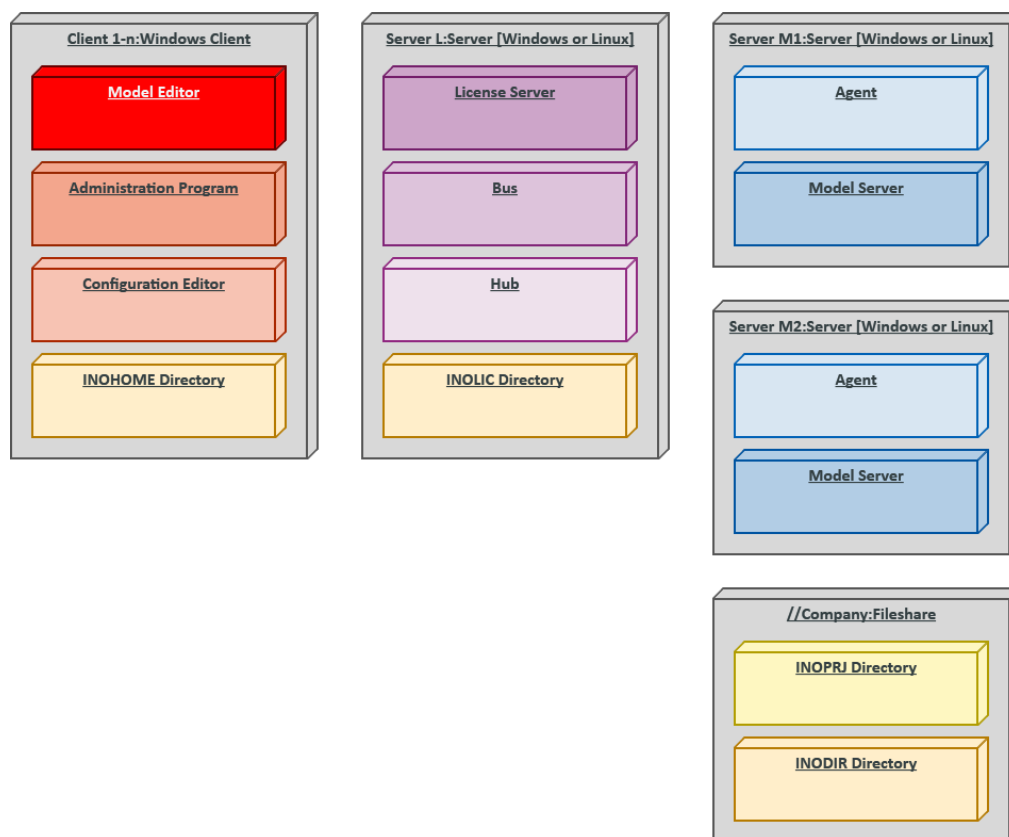 Client 1-n:Windows Client
Model Editor
Administration Program
Configuration Editor
INOHOME Directory
Server L:Server [Windows or Linux]
License Server
Bus
Hub
INOLIC Directory
Server M1:Server [Windows or Linux]
Agent
Model Server
Server M2:Server [Windows or Linux]
Agent
Model Server
//Company:Fileshare
INOPRJ Directory
INODIR Directory